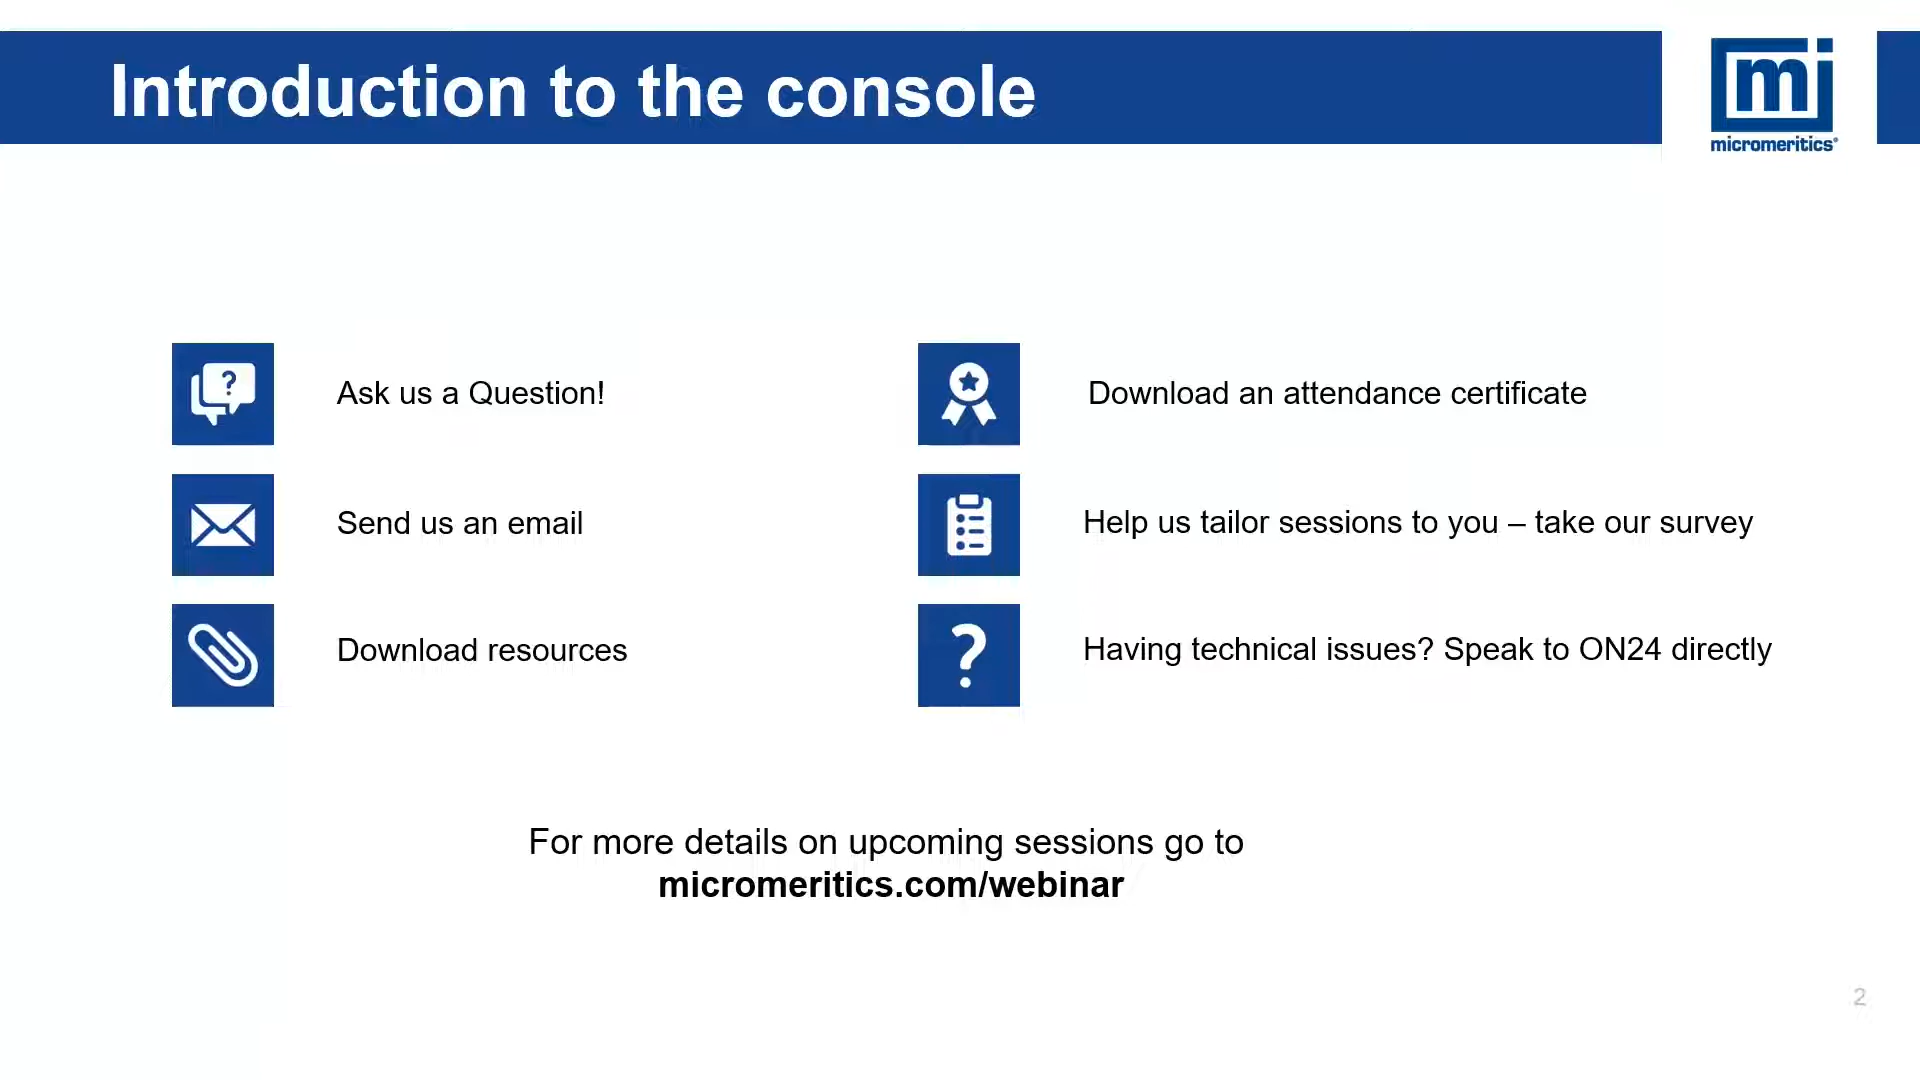 Introduction to the console
mi
micromeritics®
Ask us a Question!
Download an attendance certificate
Send us an email
Help us tailor sessions to you – take our survey
Download resources
Having technical issues? Speak to ON24 directly
For more details on upcoming sessions go to
micromeritics.com/webinar
2